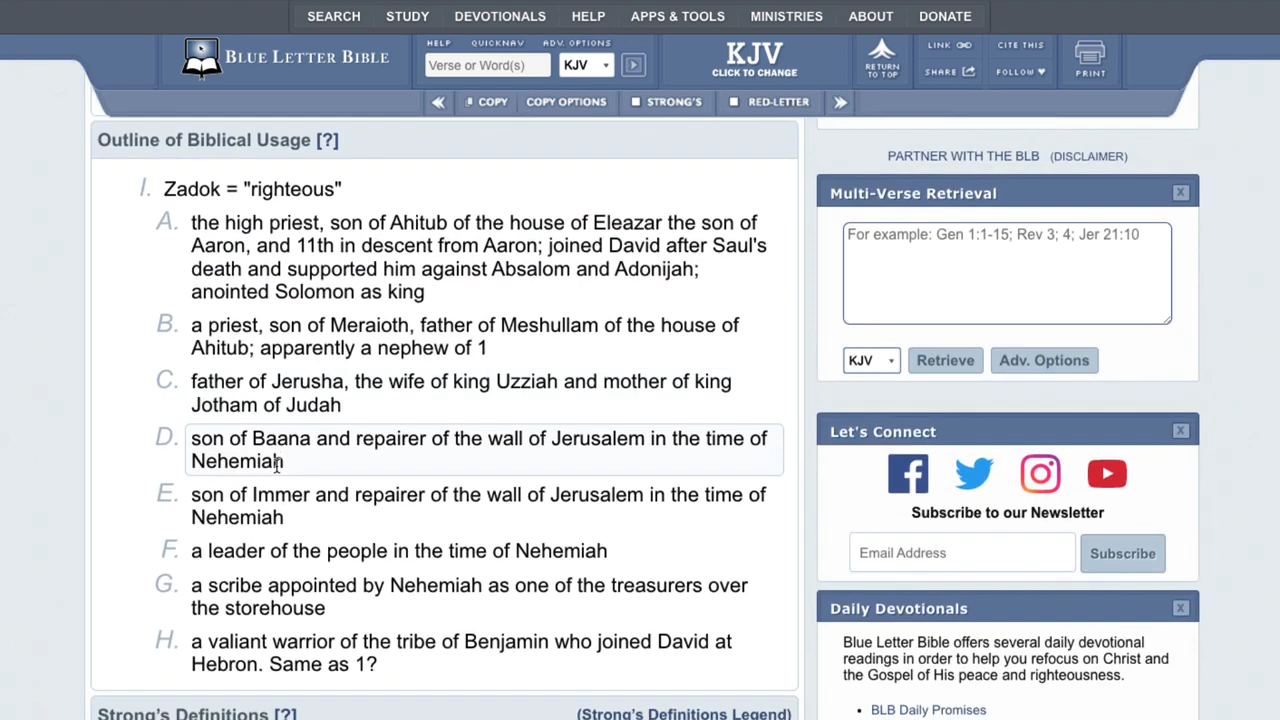 SEARCH STUDY DEVOTIONALS HELP APPS & TOOLS MINISTRIES ABOUT DONATE
BLUE LETTER BIBLE
HELP QUICKNAV ADV. OPTIONS
Verse or Word(s) KJV
KJV
CLICK TO CHANGE
RETURN
TO TOP
LINK CITE THIS
SHARE FOLLOW
PRINT
COPY COPY OPTIONS STRONG'S RED-LETTER
Outline of Biblical Usage [?]
I. Zadok = "righteous"
A. the high priest, son of Ahitub of the house of Eleazar the son of
Aaron, and 11th in descent from Aaron; joined David after Saul's
death and supported him against Absalom and Adonijah;
anointed Solomon as king
B. a priest, son of Meraioth, father of Meshullam of the house of
Ahitub; apparently a nephew of 1
C. father of Jerusha, the wife of king Uzziah and mother of king
Jotham of Judah
D. son of Baana and repairer of the wall of Jerusalem in the time of
Nehemiah
E. son of Immer and repairer of the wall of Jerusalem in the time of
Nehemiah
F. a leader of the people in the time of Nehemiah
G. a scribe appointed by Nehemiah as one of the treasurers over
the storehouse
H. a valiant warrior of the tribe of Benjamin who joined David at
Hebron. Same as 1?
Strong's Definitions [?] (Strong's Definitions Legend)
PARTNER WITH THE BLB (DISCLAIMER)
Multi-Verse Retrieval X
For example: Gen 1:1-15; Rev 3; 4; Jer 21:10
KJV Retrieve Adv. Options
Let's Connect X
Subscribe to our Newsletter
Email Address Subscribe
Daily Devotionals X
Blue Letter Bible offers several daily devotional
readings in order to help you refocus on Christ and
the Gospel of His peace and righteousness.
• BLB Daily Promises